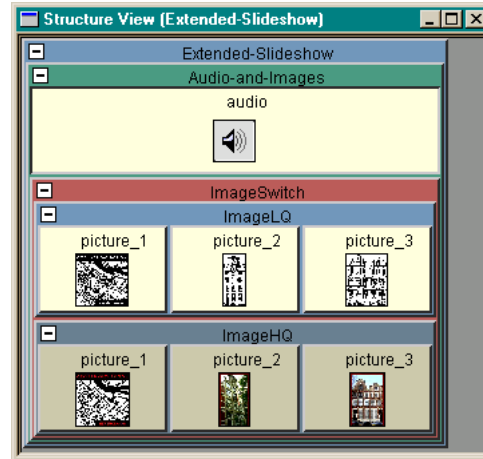 Structure View (Extended-Slideshow)
Extended-Slideshow
Audio-and-Images
audio
ImageSwitch
ImageLQ
picture_1 picture_2 picture_3
ImageHQ
picture_1 picture_2 picture_3